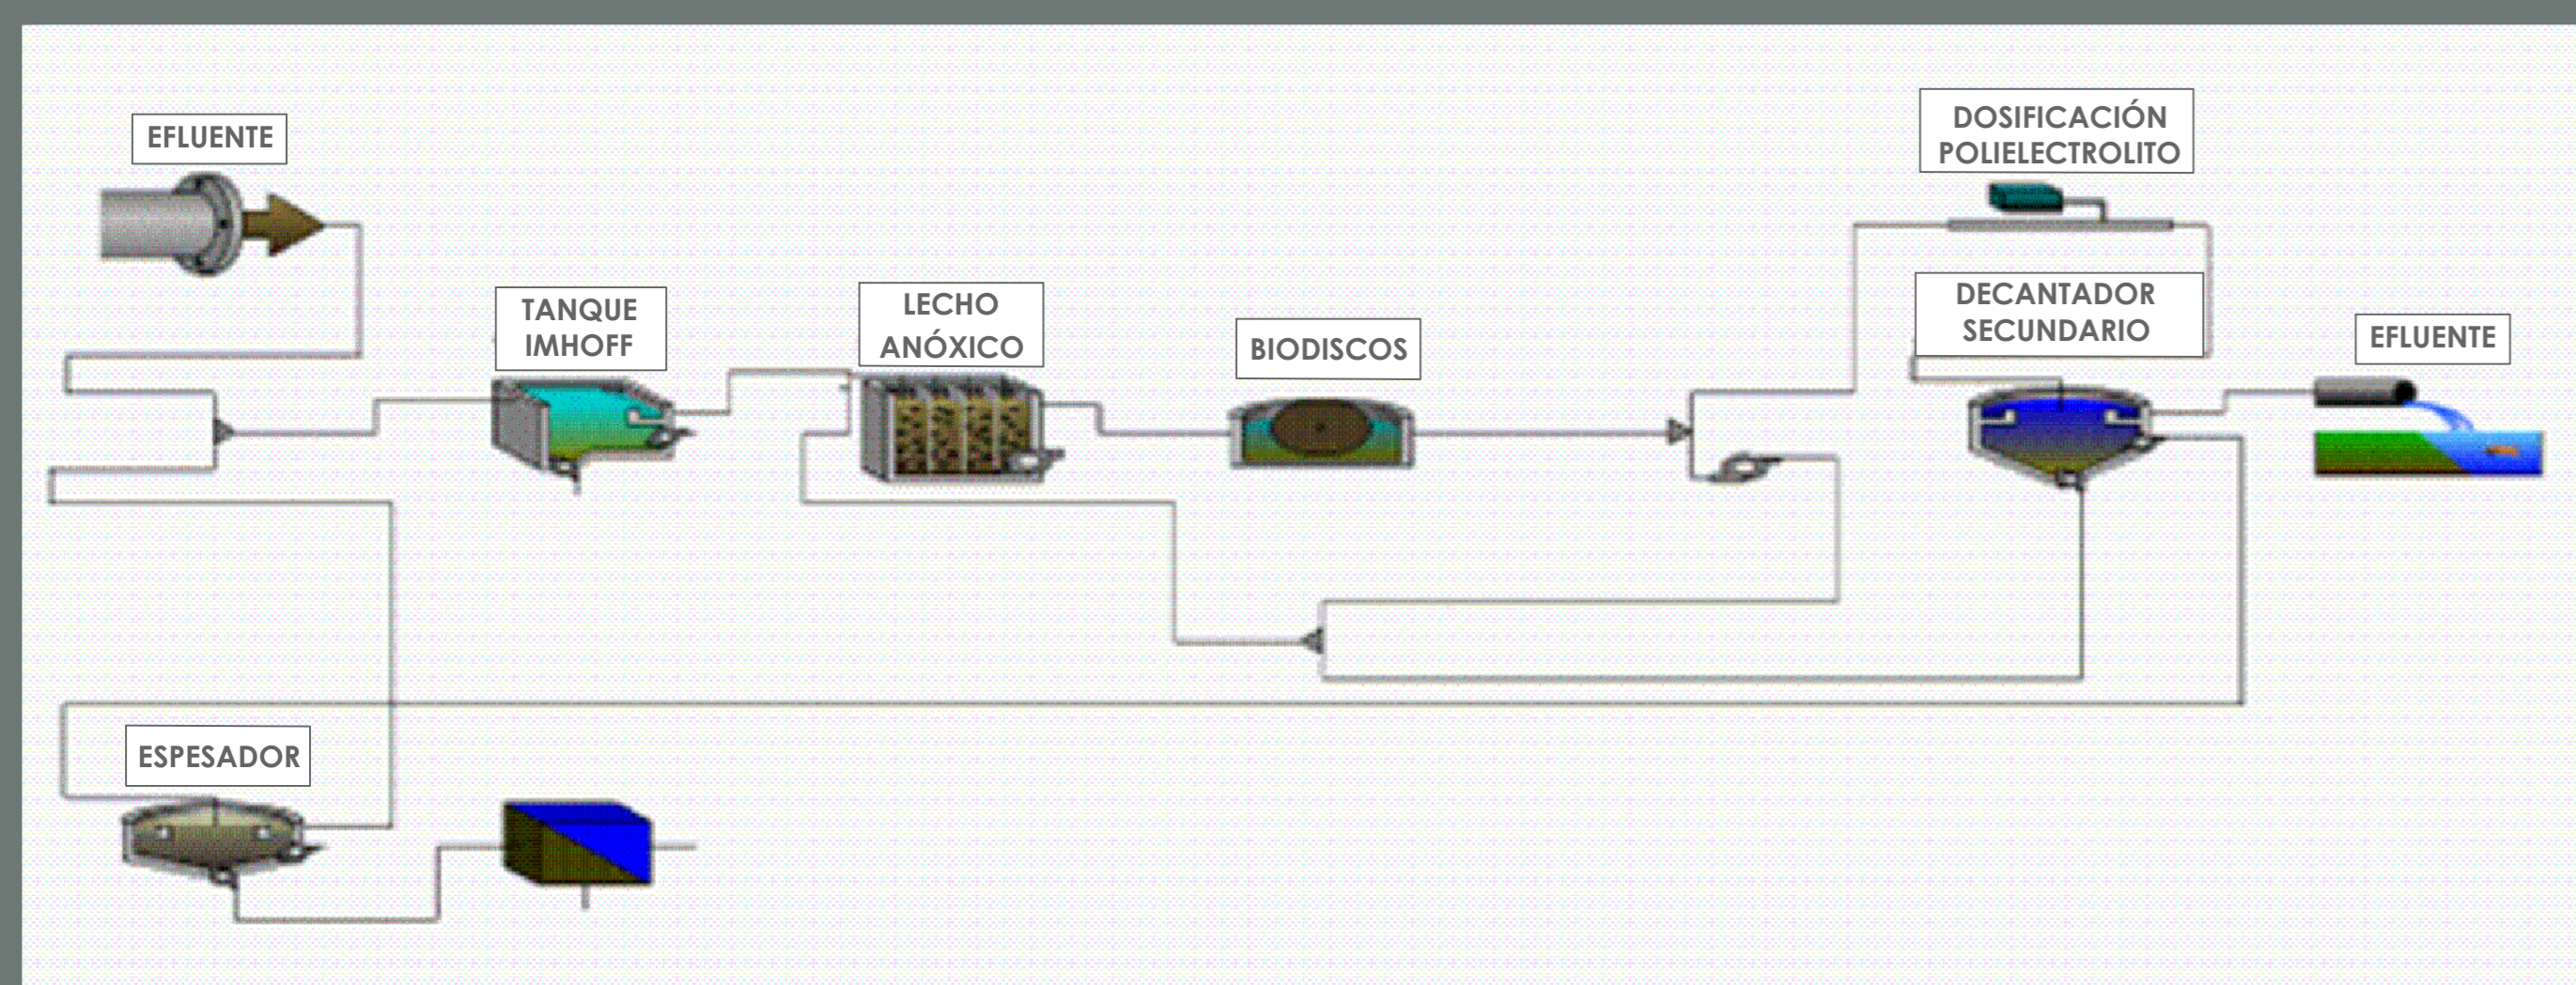 EFLUENTE
DOSIFICACIÓN
POLIELECTROLITO
TANQUE
IMHOFF
LECHO
ANÓXICO
BIODISCOS
DECANTADOR
SECUNDARIO
EFLUENTE
ESPESADOR